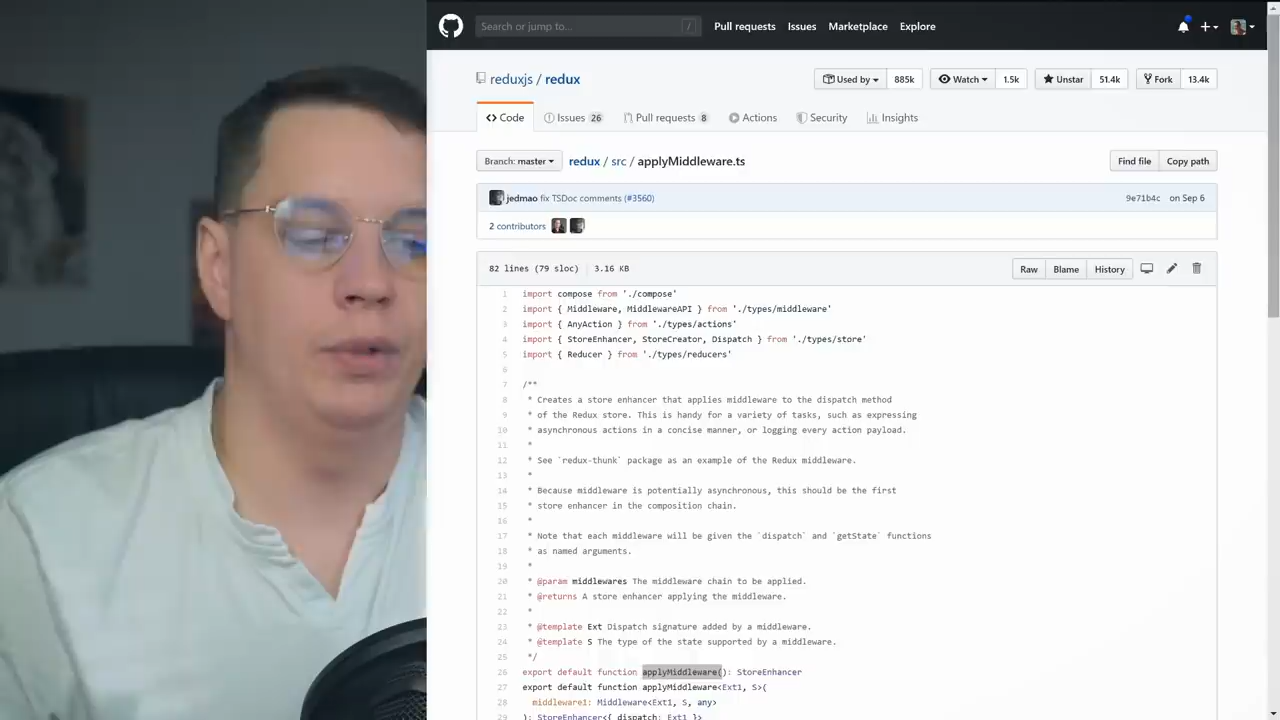 Search or jump to... /
Pull requests Issues Marketplace Explore
reduxjs / redux
Used by 885k Watch 1.5k Unstar 51.4k Fork 13.4k
Code Issues 26 Pull requests 8 Actions Security Insights
Branch: master redux / src / applyMiddleware.ts Find file Copy path
jedmao fix TSDoc comments (#3560) 9e71b4c on Sep 6
2 contributors
82 lines (79 sloc) 3.16 KB Raw Blame History
1 import compose from './compose'
2 import { Middleware, MiddlewareAPI } from './types/middleware'
3 import { AnyAction } from './types/actions'
4 import { StoreEnhancer, StoreCreator, Dispatch } from './types/store'
5 import { Reducer } from './types/reducers'
6
7 /**
8 * Creates a store enhancer that applies middleware to the dispatch method
9 * of the Redux store. This is handy for a variety of tasks, such as expressing
10 * asynchronous actions in a concise manner, or logging every action payload.
11 *
12 * See `redux-thunk` package as an example of the Redux middleware.
13 *
14 * Because middleware is potentially asynchronous, this should be the first
15 * store enhancer in the composition chain.
16 *
17 * Note that each middleware will be given the `dispatch` and `getState` functions
18 * as named arguments.
19 *
20 * @param middlewares The middleware chain to be applied.
21 * @returns A store enhancer applying the middleware.
22 *
23 * @template Ext Dispatch signature added by a middleware.
24 * @template S The type of the state supported by a middleware.
25 */
26 export default function applyMiddleware(): StoreEnhancer
27 export default function applyMiddleware<Ext1, S>(
28 middleware1: Middleware<Ext1, S, any>
29 ): StoreEnhancer<{ dispatch: Ext1 }>